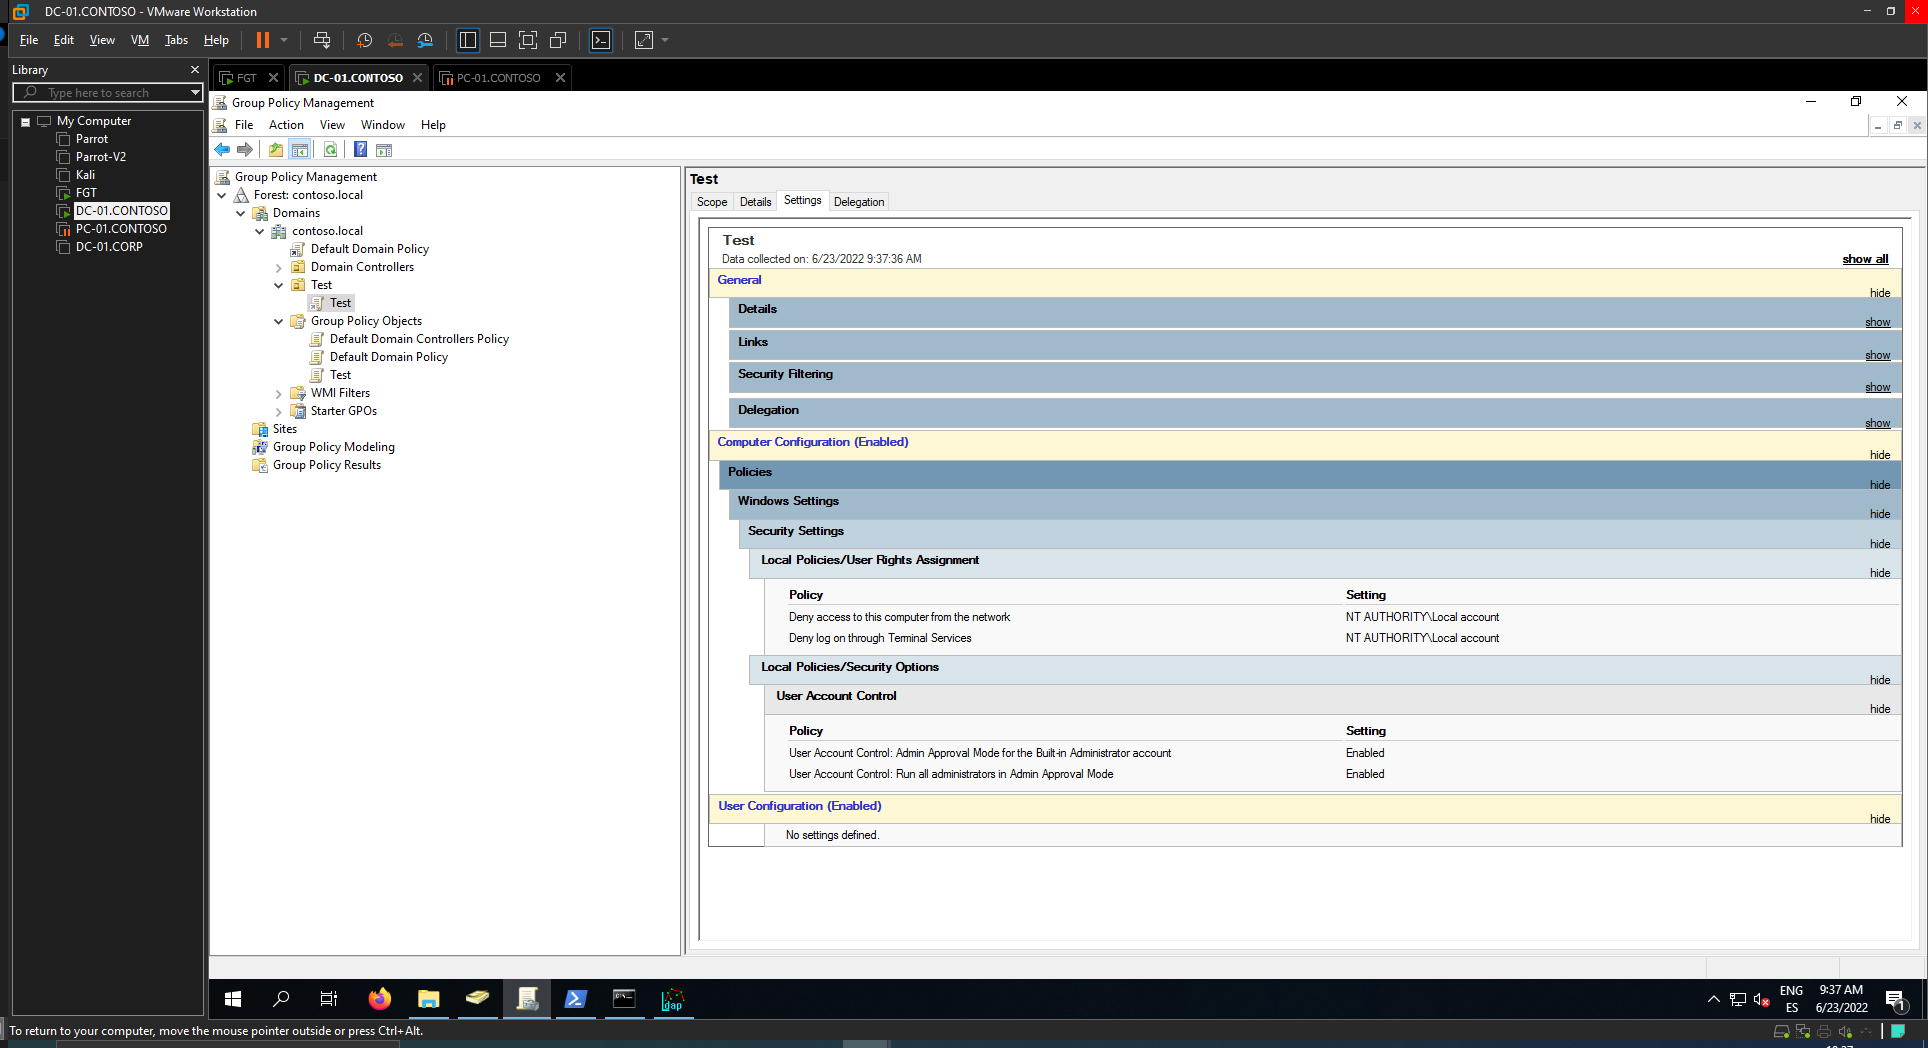 DC-01.CONTOSO - VMware Workstation
File Edit View VM Tabs Help
Library
Type here to search
My Computer
Parrot
Parrot-V2
Kali
FGT
DC-01.CONTOSO
PC-01.CONTOSO
DC-01.CORP
FGT DC-01.CONTOSO PC-01.CONTOSO
Group Policy Management
File Action View Window Help
Group Policy Management
Forest: contoso.local
Domains
contoso.local
Default Domain Policy
Domain Controllers
Test
Test
Group Policy Objects
Default Domain Controllers Policy
Default Domain Policy
Test
WMI Filters
Starter GPOs
Sites
Group Policy Modeling
Group Policy Results
Test
Scope Details Settings Delegation
Test
Data collected on: 6/23/2022 9:37:36 AM show all
General hide
Details show
Links show
Security Filtering show
Delegation show
Computer Configuration (Enabled) hide
Policies hide
Windows Settings hide
Security Settings hide
Local Policies/User Rights Assignment hide
Policy Setting
Deny access to this computer from the network NT AUTHORITY\Local account
Deny log on through Terminal Services NT AUTHORITY\Local account
Local Policies/Security Options hide
User Account Control hide
Policy Setting
User Account Control: Admin Approval Mode for the Built-in Administrator account Enabled
User Account Control: Run all administrators in Admin Approval Mode Enabled
User Configuration (Enabled) hide
No settings defined.
ldap
ENG
ES
9:37 AM
6/23/2022
1
To return to your computer, move the mouse pointer outside or press Ctrl+Alt.